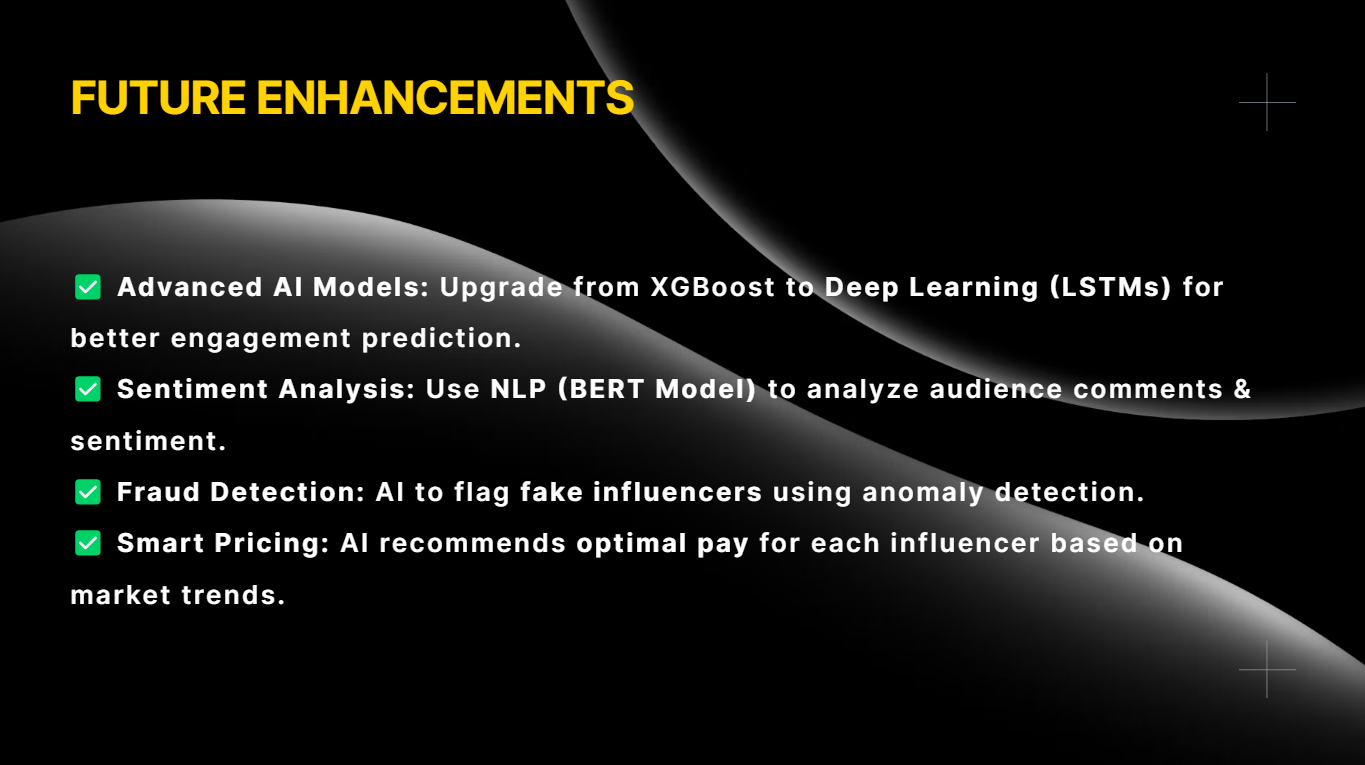 FUTURE ENHANCEMENTS
✅ Advanced AI Models: Upgrade from XGBoost to Deep Learning (LSTMs) for
better engagement prediction.
✅ Sentiment Analysis: Use NLP (BERT Model) to analyze audience comments &
sentiment.
✅ Fraud Detection: AI to flag fake influencers using anomaly detection.
✅ Smart Pricing: AI recommends optimal pay for each influencer based on
market trends.